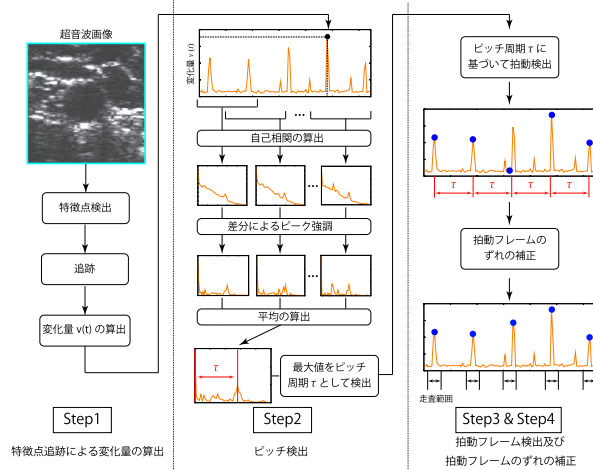 超音波画像
特徴点検出
追跡
変化量 v(t) の算出
Step1
特徴点追跡による変化量の算出
変化量 v (t)
...
自己相関の算出
...
差分によるピーク強調
...
平均の算出
τ
最大値をピッチ
周期 τ として検出
Step2
ピッチ検出
ピッチ周期 τ に
基づいて拍動検出
τ τ τ τ
拍動フレームの
ずれの補正
走査範囲
Step3 & Step4
拍動フレーム検出及び
拍動フレームのずれの補正